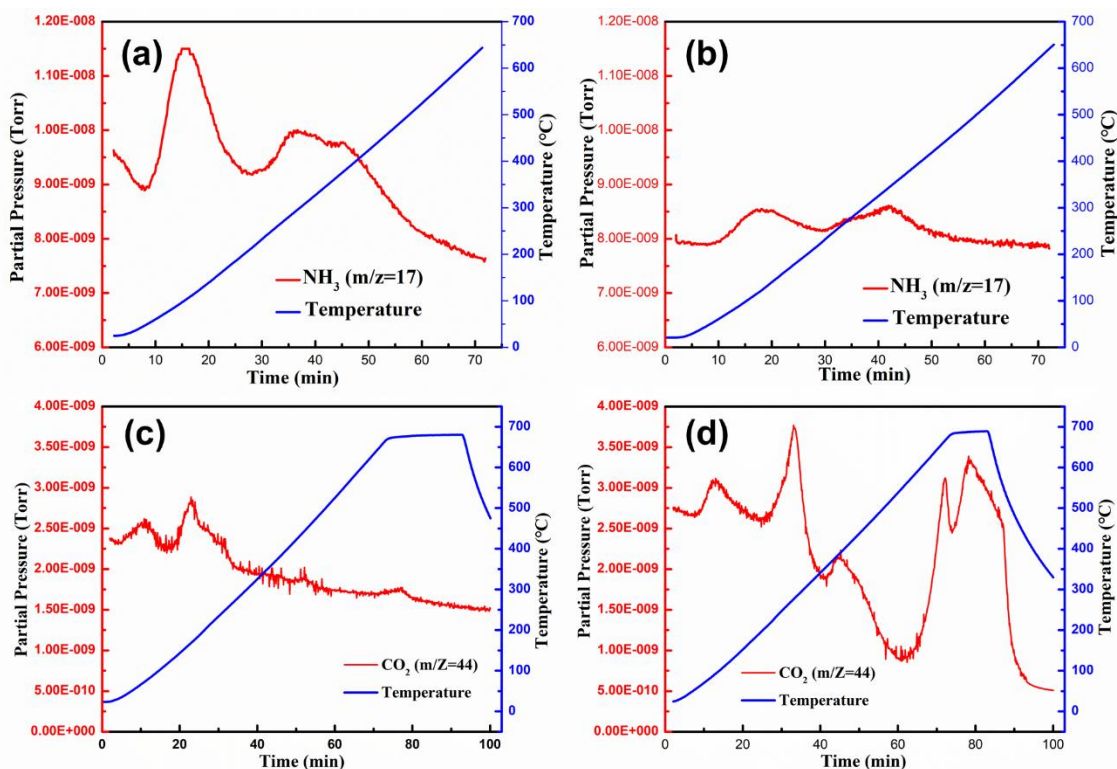 (a)
1.20E-008
1.10E-008
1.00E-008
9.00E-009
8.00E-009
7.00E-009
6.00E-009
Partial Pressure (Torr)
NH3 (m/z=17)
Temperature
0 10 20 30 40 50 60 70
Time (min)
700
600
500
400
300
200
100
0
Temperature (°C)
(b)
1.20E-008
1.10E-008
1.00E-008
9.00E-009
8.00E-009
7.00E-009
6.00E-009
Partial Pressure (Torr)
NH3 (m/z=17)
Temperature
0 10 20 30 40 50 60 70
Time (min)
700
600
500
400
300
200
100
0
Temperature (°C)
(c)
4.00E-009
3.50E-009
3.00E-009
2.50E-009
2.00E-009
1.50E-009
1.00E-009
5.00E-010
0.00E+000
Partial Pressure (Torr)
CO2 (m/Z=44)
Temperature
0 20 40 60 80 100
Time (min)
700
600
500
400
300
200
100
0
Temperature (°C)
(d)
4.00E-009
3.50E-009
3.00E-009
2.50E-009
2.00E-009
1.50E-009
1.00E-009
5.00E-010
0.00E+000
Partial Pressure (Torr)
CO2 (m/Z=44)
Temperature
0 20 40 60 80 100
Time (min)
700
600
500
400
300
200
100
0
Temperature (°C)